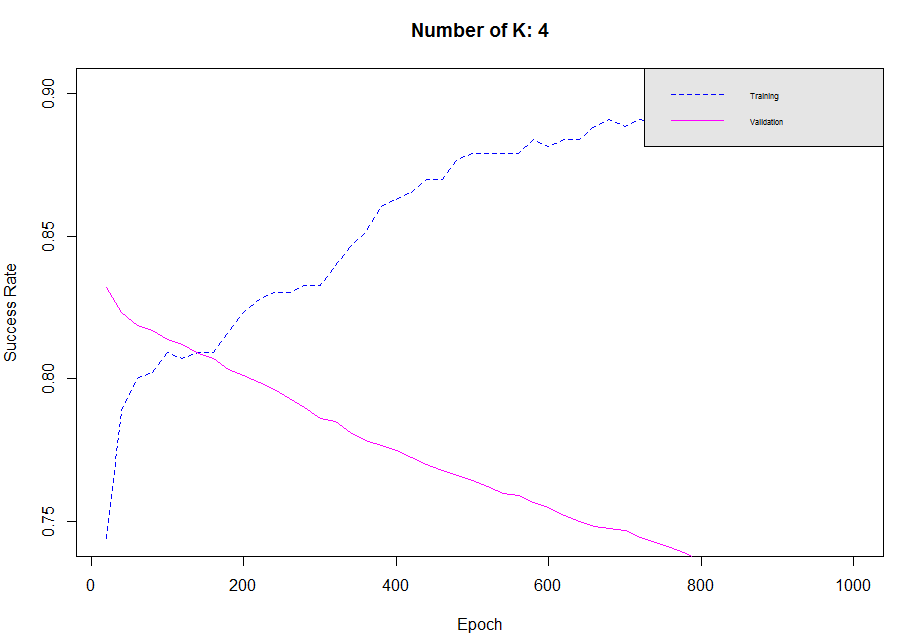 Number of K: 4
Training
Validation
0.90
0.85
0.80
0.75
Success Rate
0 200 400 600 800 1000
Epoch